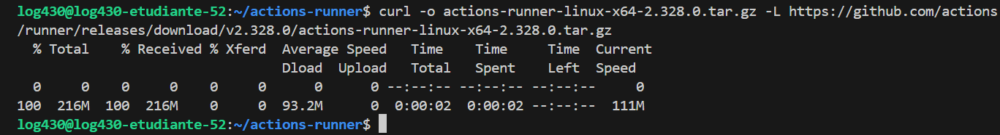 log430@log430-etudiante-52:~/actions-runner$ curl -o actions-runner-linux-x64-2.328.0.tar.gz -L https://github.com/actions
/runner/releases/download/v2.328.0/actions-runner-linux-x64-2.328.0.tar.gz
  % Total    % Received % Xferd  Average Speed   Time    Time     Time  Current
                                 Dload  Upload   Total   Spent    Left  Speed
  0     0    0     0    0     0      0      0 --:--:-- --:--:-- --:--:--     0
100  216M  100  216M    0     0  93.2M      0  0:00:02  0:00:02 --:--:--  111M
log430@log430-etudiante-52:~/actions-runner$